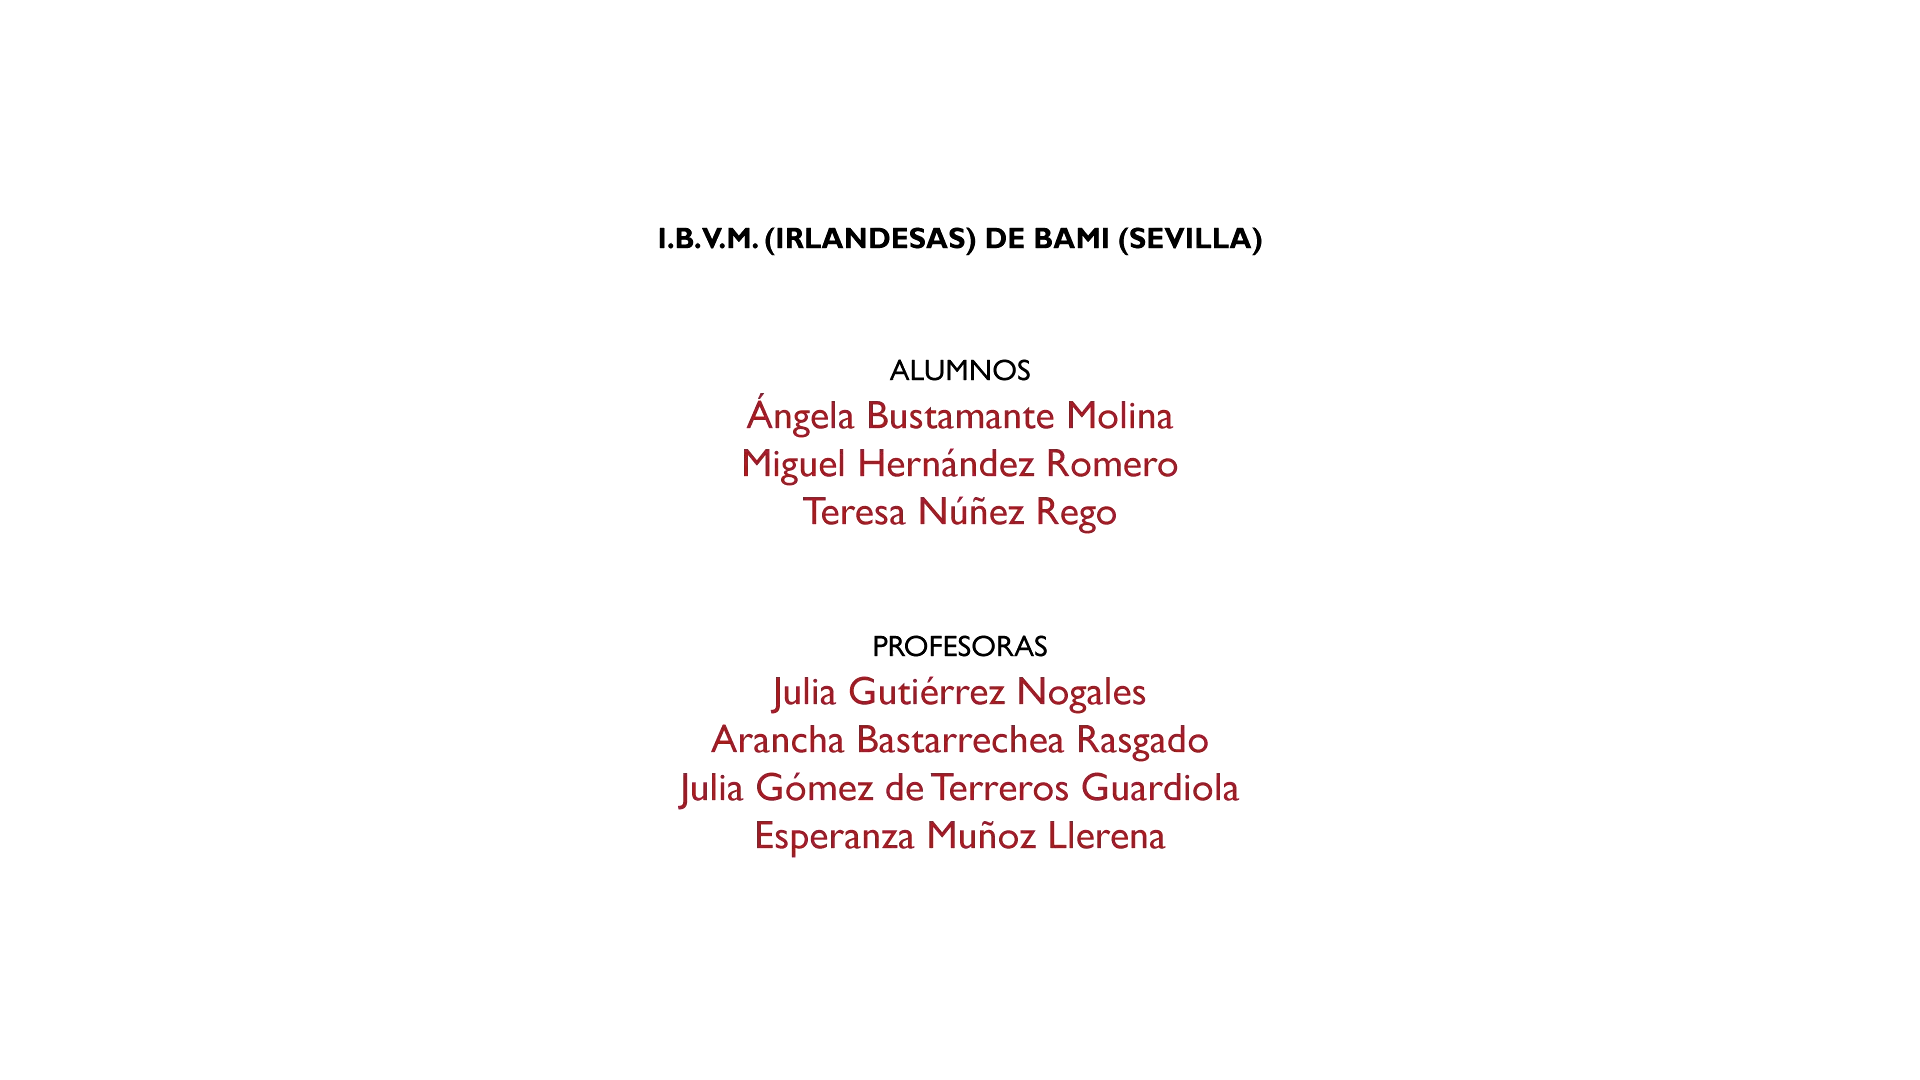 I.B.V.M. (IRLANDESAS) DE BAMI (SEVILLA)
ALUMNOS
Ángela Bustamante Molina
Miguel Hernández Romero
Teresa Núñez Rego
PROFESORAS
Julia Gutiérrez Nogales
Arancha Bastarrechea Rasgado
Julia Gómez de Terreros Guardiola
Esperanza Muñoz Llerena